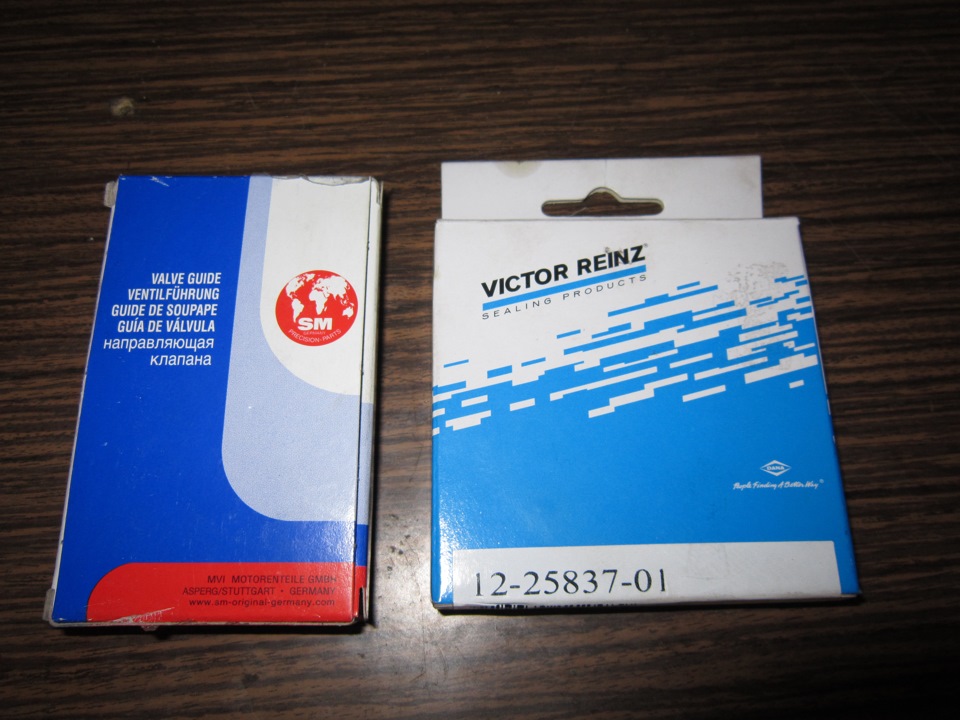 VALVE GUIDE
VENTILFÜHRUNG
GUIDE DE SOUPAPE
GUÍA DE VÁLVULA
направляющая
клапана
SM
GERMANY
PRECISION-PARTS
MVI MOTORENTEILE GMBH
ASPERG/STUTTGART · GERMANY
www.sm-original-germany.com
VICTOR REINZ
SEALING PRODUCTS
DANA
People Finding A Better Way®
12-25837-01